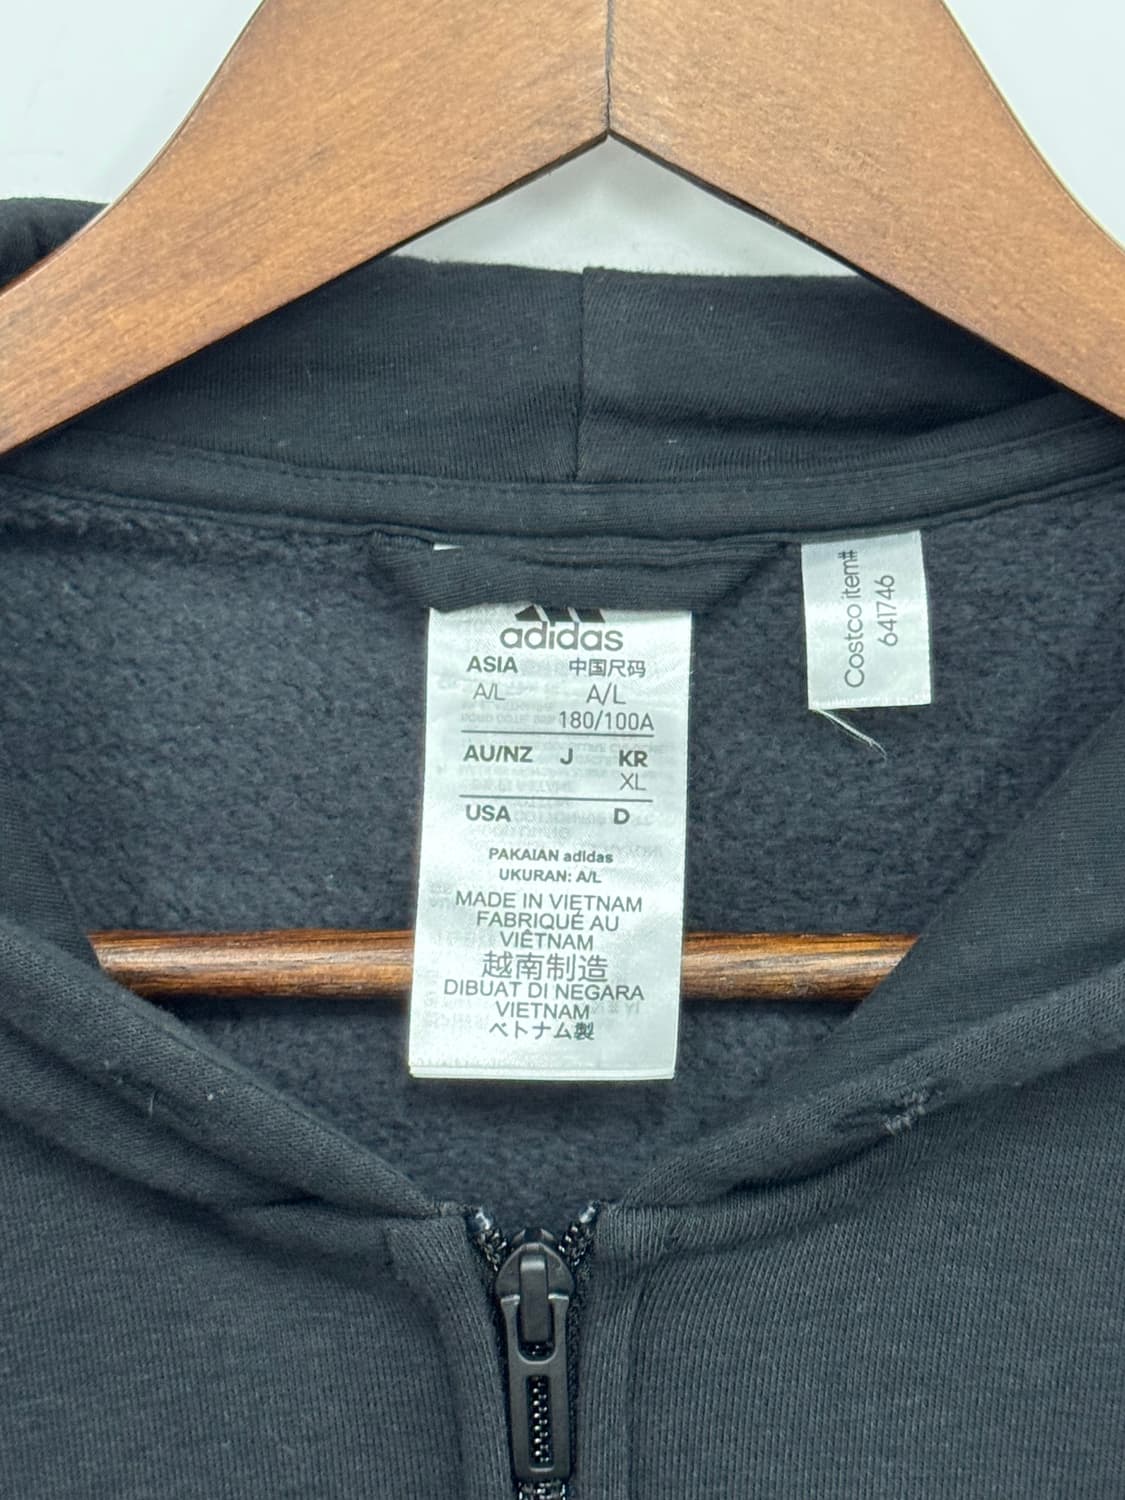 adidas
ASIA 中国尺码
A/L A/L
180/100A
AU/NZ J KR
XL
USA D
PAKAIAN adidas
UKURAN: A/L
MADE IN VIETNAM
FABRIQUÉ AU
VIÊTNAM
越南制造
DIBUAT DI NEGARA
VIETNAM
ベトナム製
Costco item#
641746